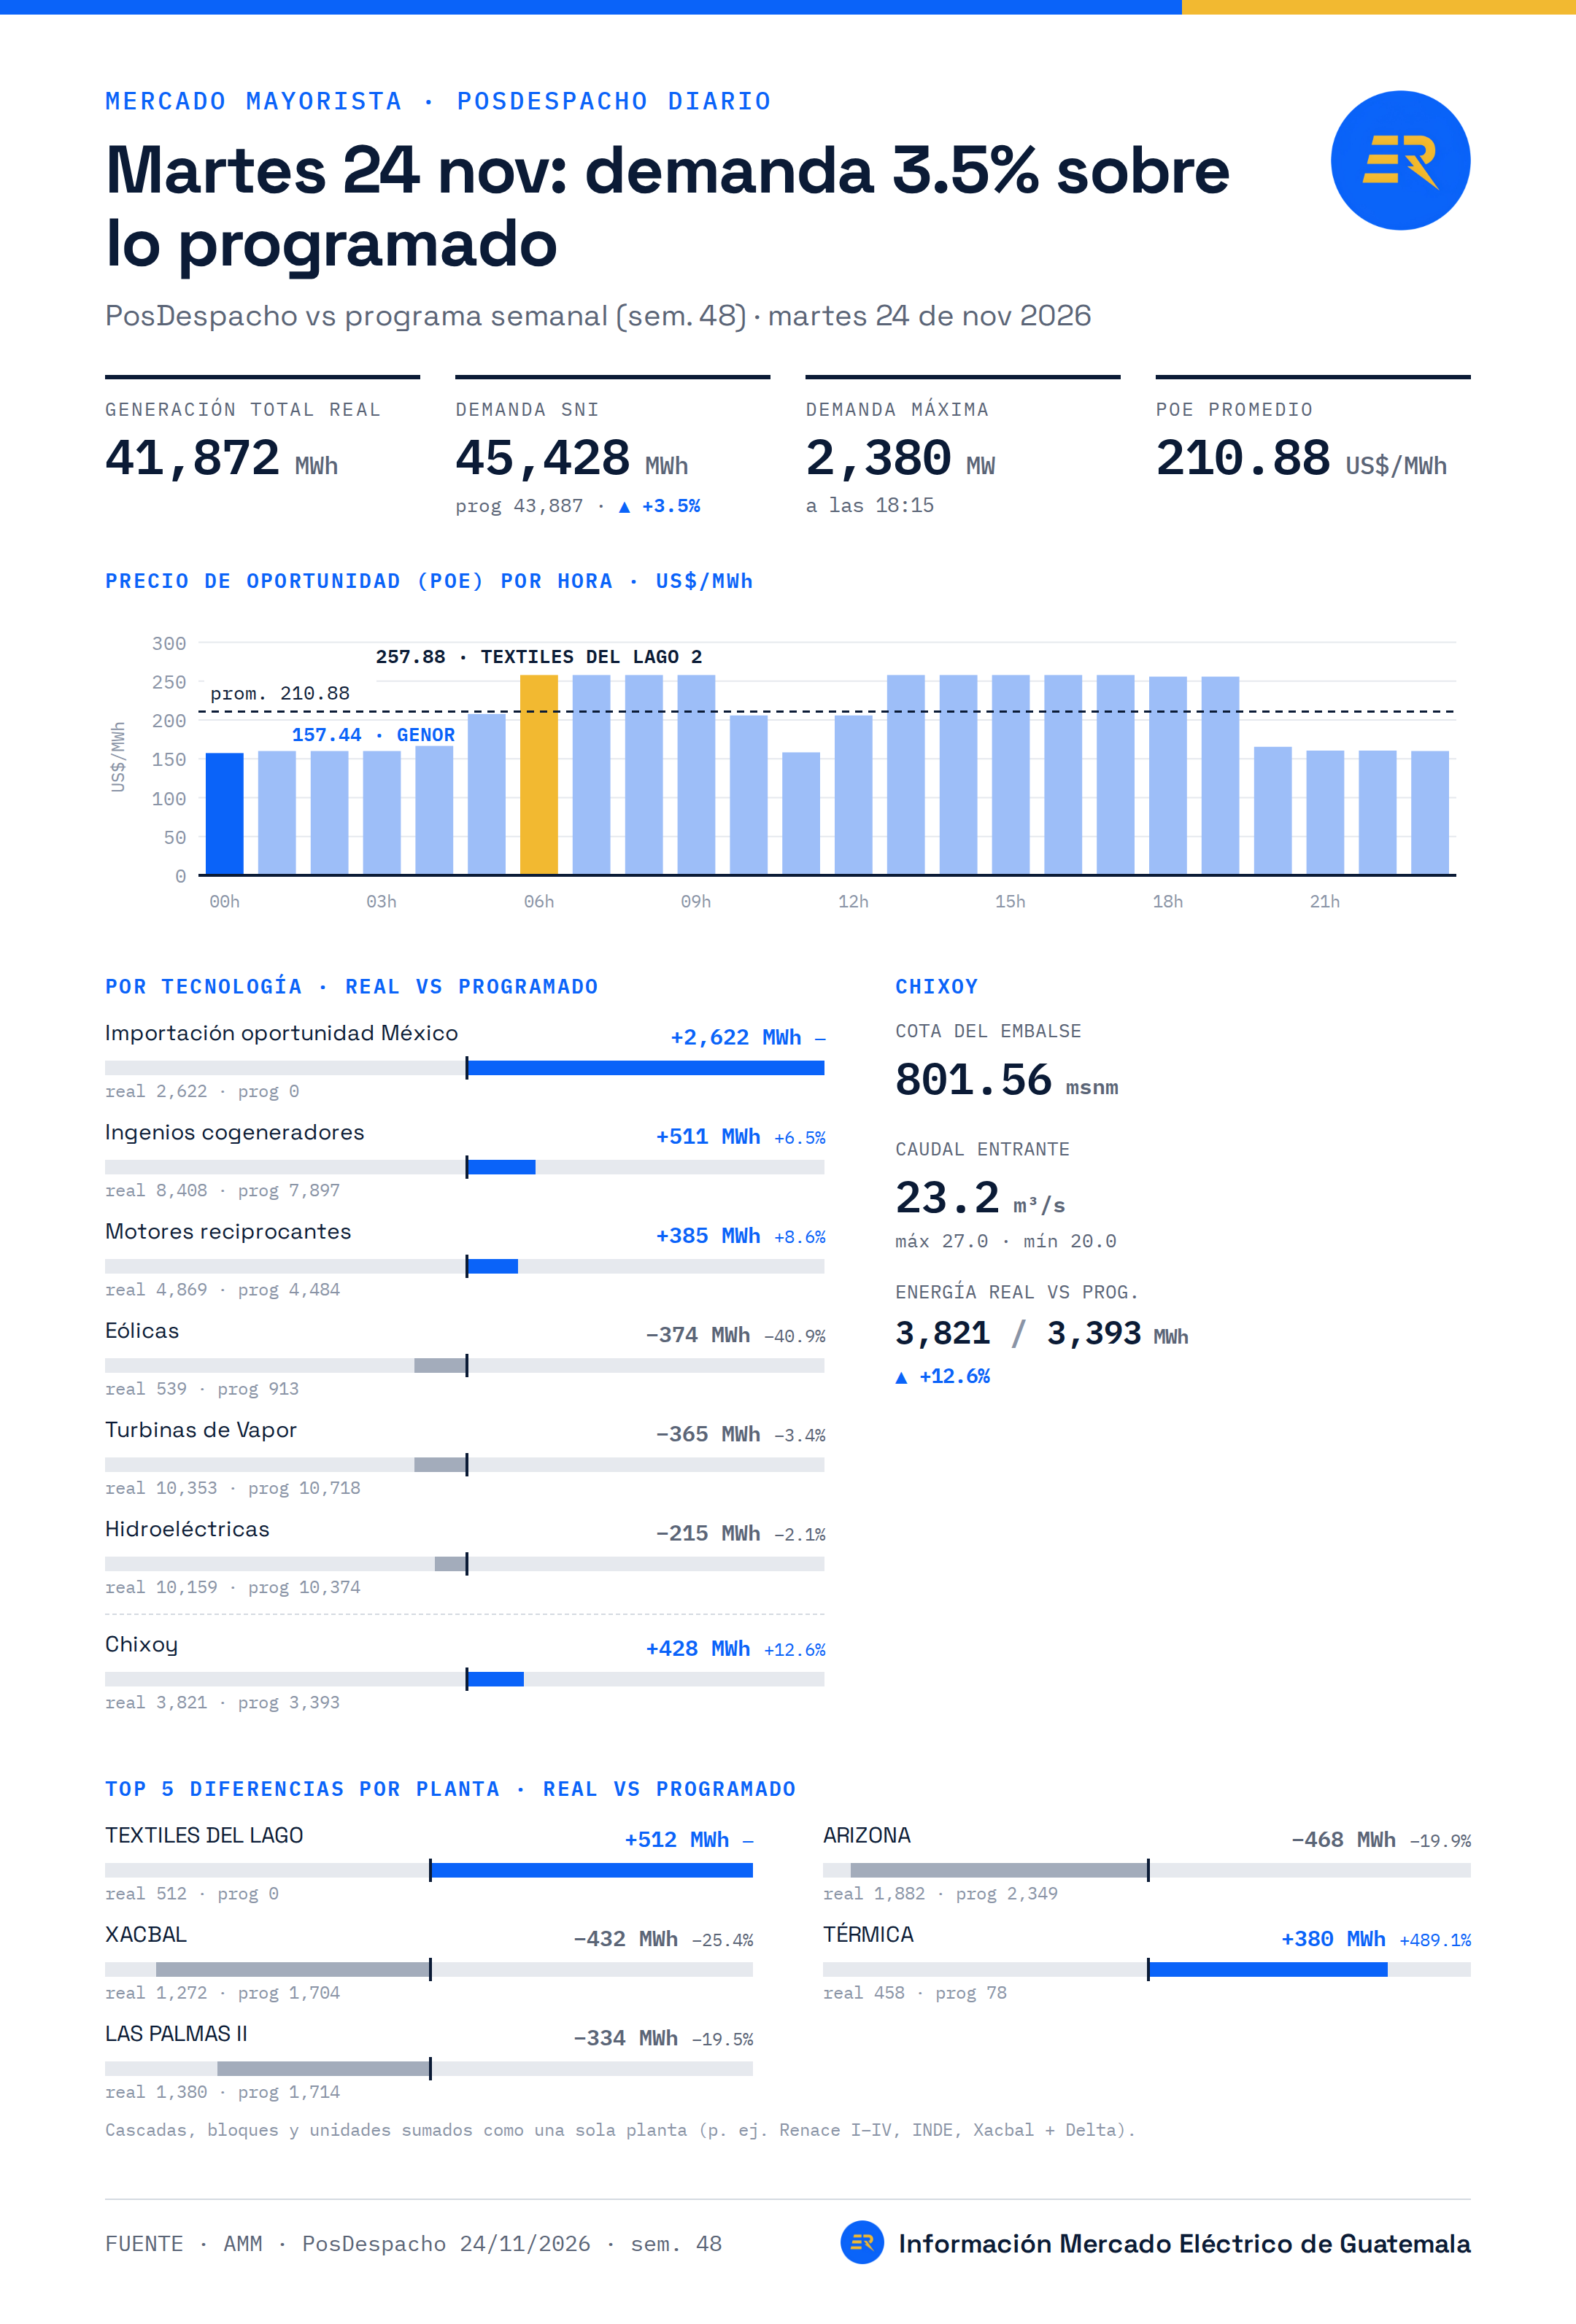 MERCADO MAYORISTA · POSDESPACHO DIARIO
Martes 24 nov: demanda 3.5% sobre
lo programado
PosDespacho vs programa semanal (sem. 48) · martes 24 de nov 2026
ER
GENERACIÓN TOTAL REAL
41,872 MWh
DEMANDA SNI
45,428 MWh
prog 43,887 · ▲ +3.5%
DEMANDA MÁXIMA
2,380 MW
a las 18:15
POE PROMEDIO
210.88 US$/MWh
PRECIO DE OPORTUNIDAD (POE) POR HORA · US$/MWh
US$/MWh
300
250
200
150
100
50
0
257.88 · TEXTILES DEL LAGO 2
prom. 210.88
157.44 · GENOR
00h 03h 06h 09h 12h 15h 18h 21h
POR TECNOLOGÍA · REAL VS PROGRAMADO
Importación oportunidad México +2,622 MWh —
real 2,622 · prog 0
Ingenios cogeneradores +511 MWh +6.5%
real 8,408 · prog 7,897
Motores reciprocantes +385 MWh +8.6%
real 4,869 · prog 4,484
Eólicas −374 MWh −40.9%
real 539 · prog 913
Turbinas de Vapor −365 MWh −3.4%
real 10,353 · prog 10,718
Hidroeléctricas −215 MWh −2.1%
real 10,159 · prog 10,374
Chixoy +428 MWh +12.6%
real 3,821 · prog 3,393
CHIXOY
COTA DEL EMBALSE
801.56 msnm
CAUDAL ENTRANTE
23.2 m³/s
máx 27.0 · mín 20.0
ENERGÍA REAL VS PROG.
3,821 / 3,393 MWh
▲ +12.6%
TOP 5 DIFERENCIAS POR PLANTA · REAL VS PROGRAMADO
TEXTILES DEL LAGO +512 MWh —
real 512 · prog 0
ARIZONA −468 MWh −19.9%
real 1,882 · prog 2,349
XACBAL −432 MWh −25.4%
real 1,272 · prog 1,704
TÉRMICA +380 MWh +489.1%
real 458 · prog 78
LAS PALMAS II −334 MWh −19.5%
real 1,380 · prog 1,714
Cascadas, bloques y unidades sumados como una sola planta (p. ej. Renace I–IV, INDE, Xacbal + Delta).
FUENTE · AMM · PosDespacho 24/11/2026 · sem. 48
ER Información Mercado Eléctrico de Guatemala